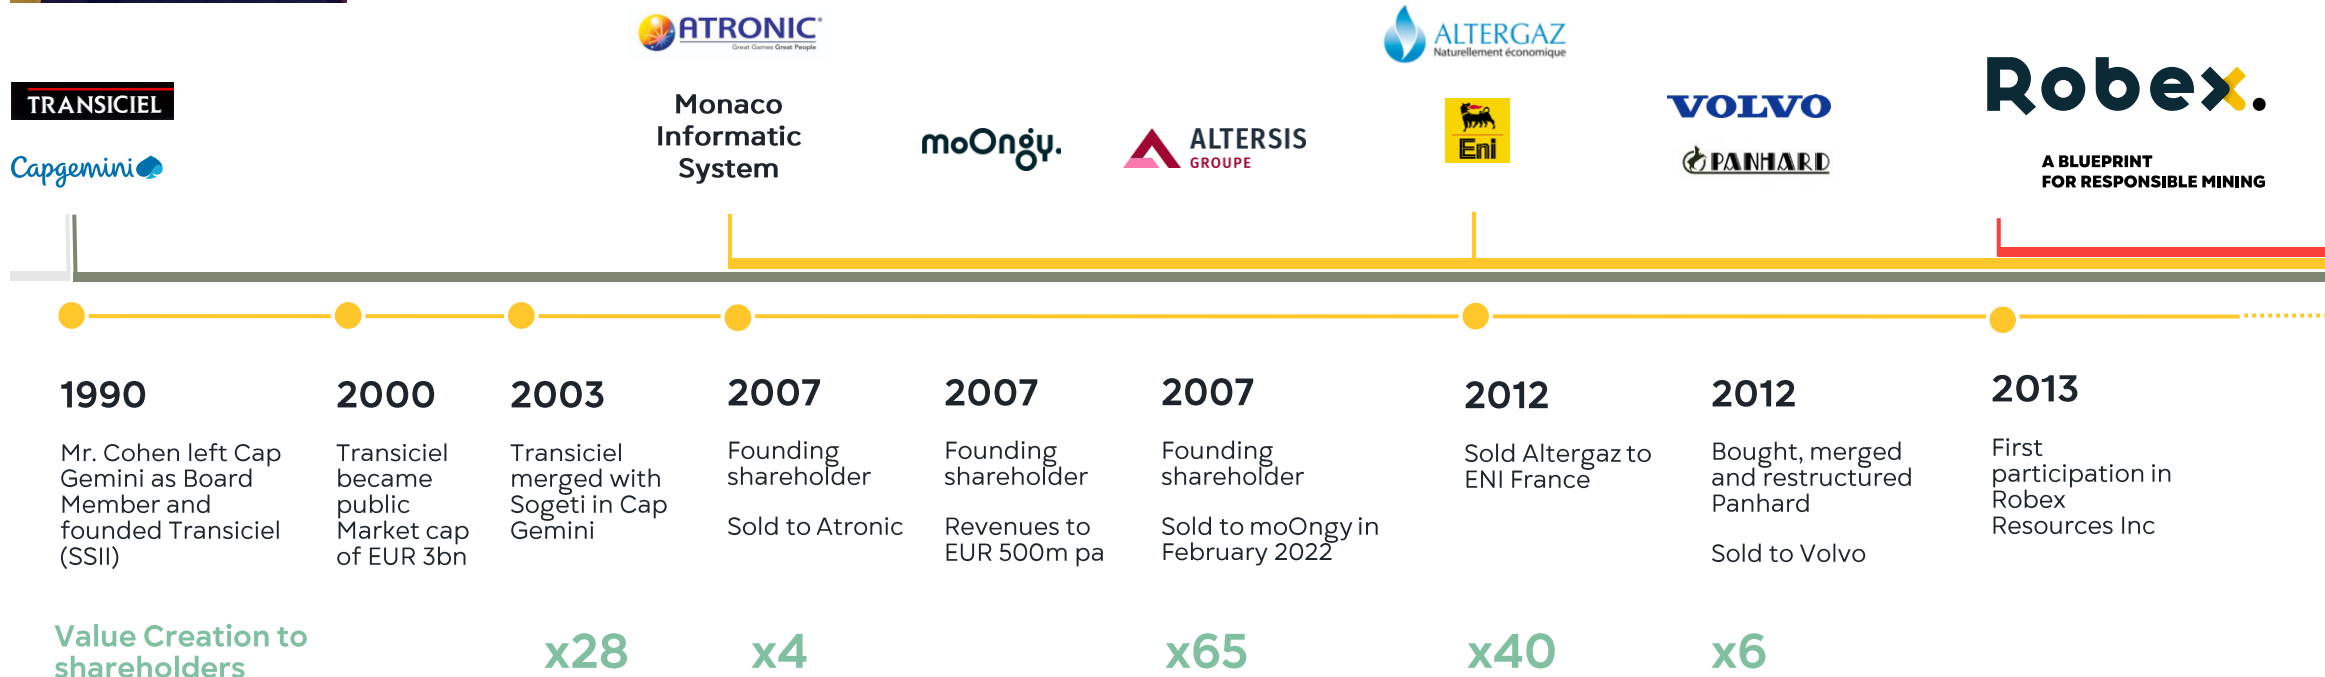 TRANSICIEL
Capgemini
ATRONIC®
Great Games Great People
Monaco
Informatic
System
moOngy.
ALTERSIS
GROUPE
ALTERGAZ
Naturellement économique
Eni
VOLVO
PANHARD
Robex.
A BLUEPRINT
FOR RESPONSIBLE MINING
1990
Mr. Cohen left Cap
Gemini as Board
Member and
founded Transiciel
(SSII)
2000
Transiciel
became
public
Market cap
of EUR 3bn
2003
Transiciel
merged with
Sogeti in Cap
Gemini
2007
Founding
shareholder
Sold to Atronic
2007
Founding
shareholder
Revenues to
EUR 500m pa
2007
Founding
shareholder
Sold to moOngy in
February 2022
2012
Sold Altergaz to
ENI France
2012
Bought, merged
and restructured
Panhard
Sold to Volvo
2013
First
participation in
Robex
Resources Inc
Value Creation to
shareholders
x28
x4
x65
x40
x6